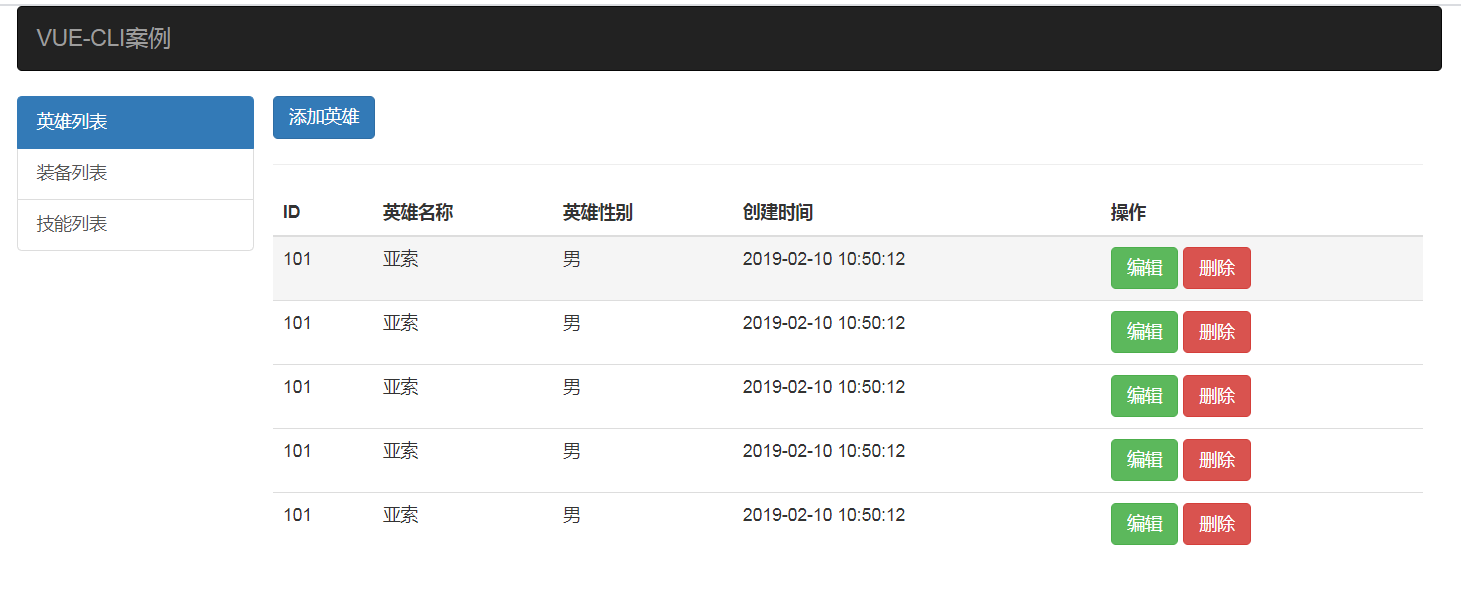 VUE-CLI案例
英雄列表
装备列表
技能列表
添加英雄
ID 英雄名称 英雄性别 创建时间 操作
101 亚索 男 2019-02-10 10:50:12 编辑 删除
101 亚索 男 2019-02-10 10:50:12 编辑 删除
101 亚索 男 2019-02-10 10:50:12 编辑 删除
101 亚索 男 2019-02-10 10:50:12 编辑 删除
101 亚索 男 2019-02-10 10:50:12 编辑 删除